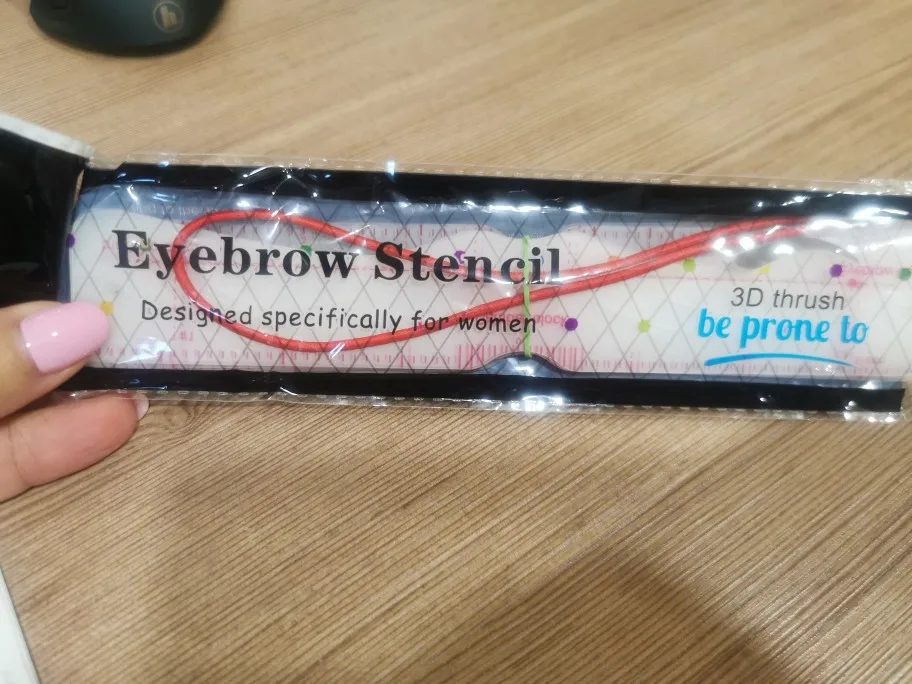 Eyebrow Stencil
Designed specifically for women
3D thrush
be prone to